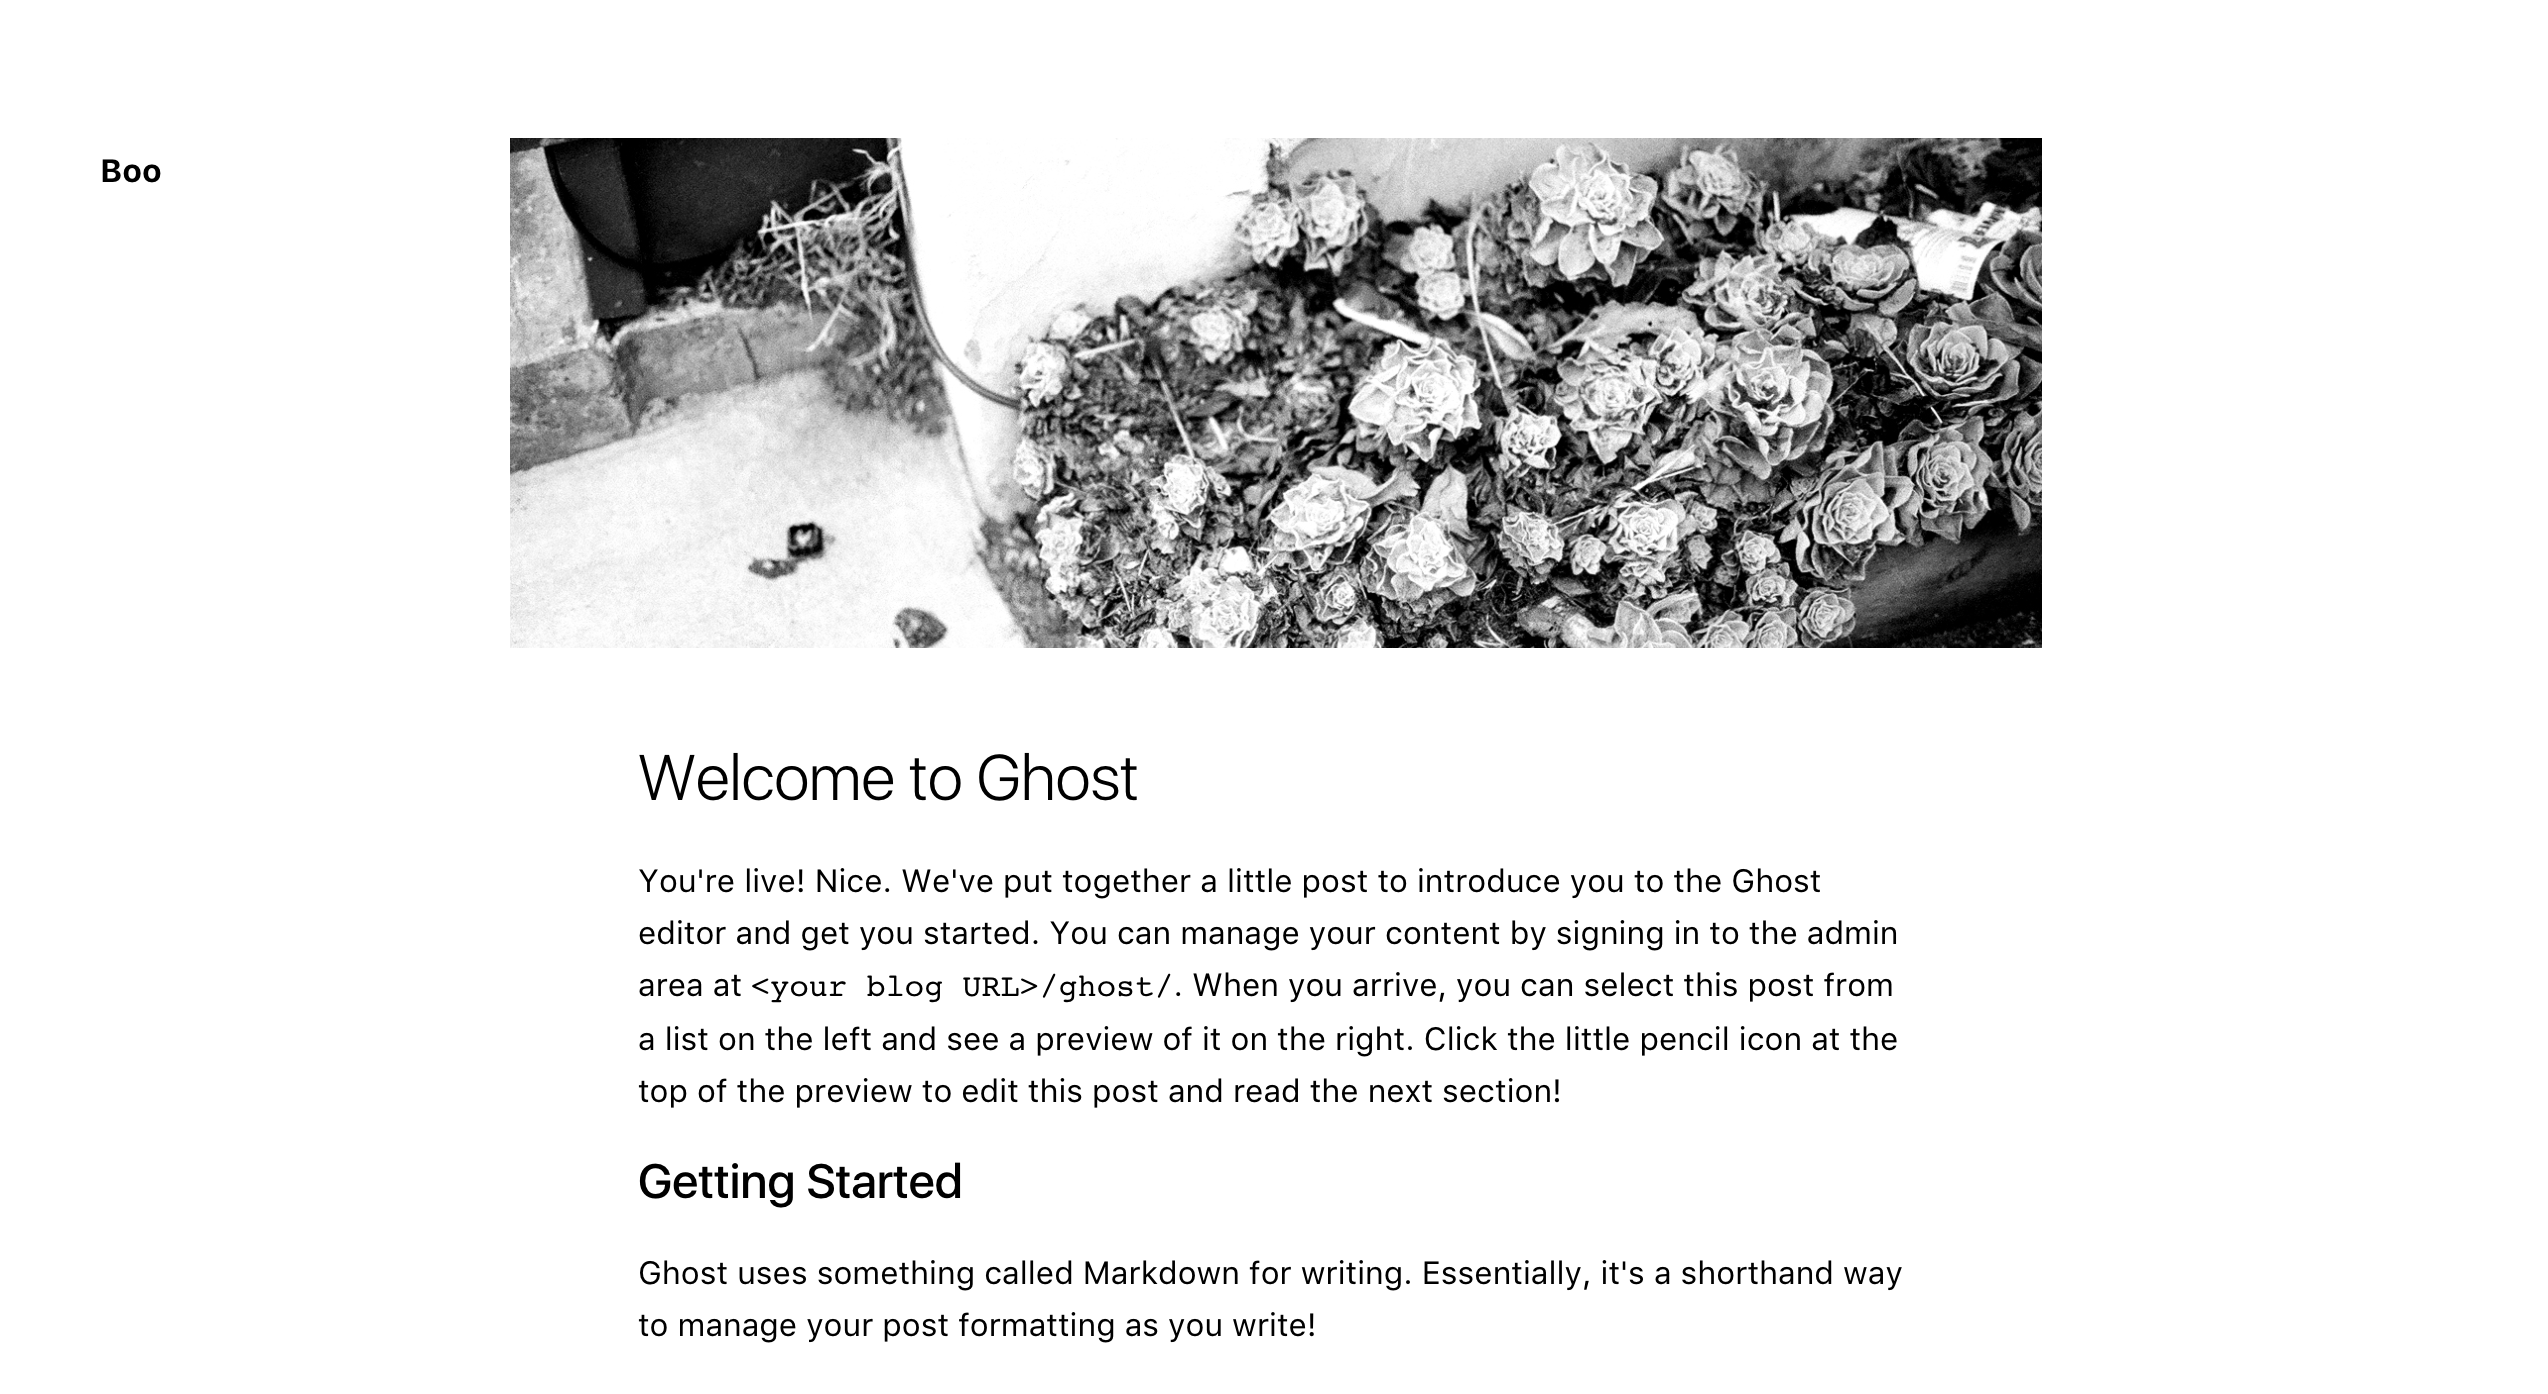 Boo
Welcome to Ghost
You're live! Nice. We've put together a little post to introduce you to the Ghost
editor and get you started. You can manage your content by signing in to the admin
area at <your blog URL>/ghost/. When you arrive, you can select this post from
a list on the left and see a preview of it on the right. Click the little pencil icon at the
top of the preview to edit this post and read the next section!
Getting Started
Ghost uses something called Markdown for writing. Essentially, it's a shorthand way
to manage your post formatting as you write!